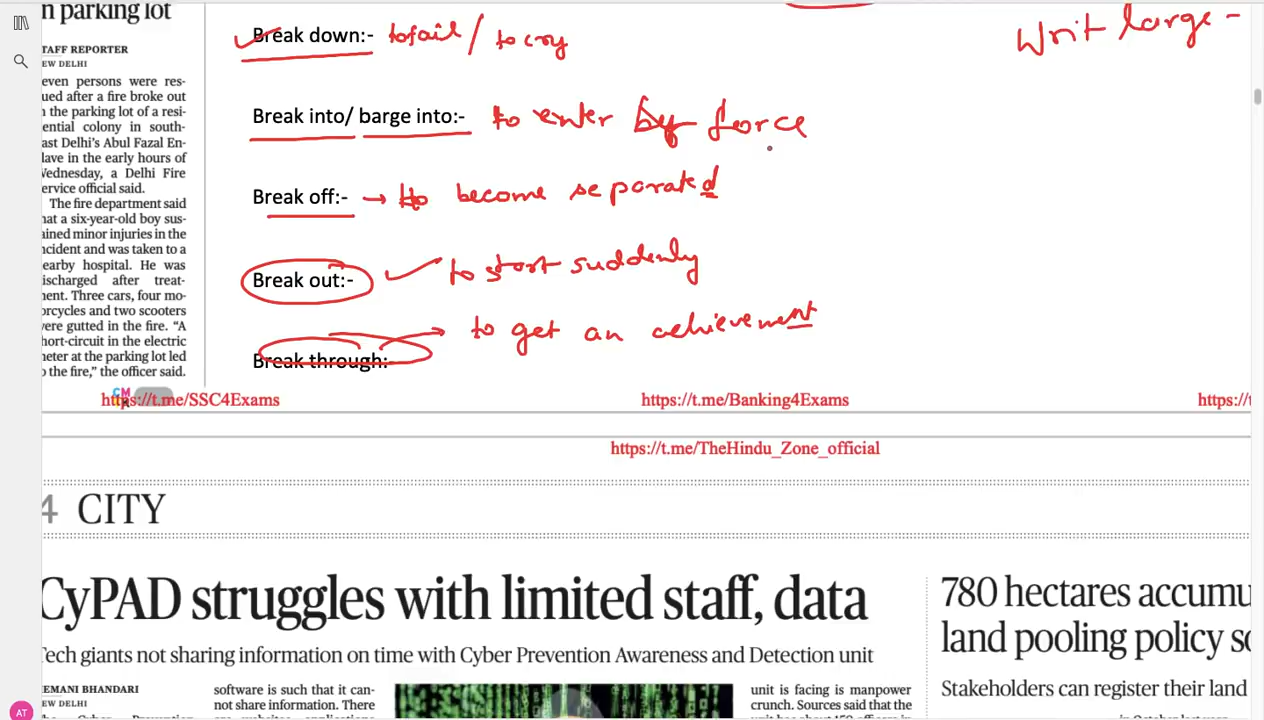 n parking lot
TAFF REPORTER
EW DELHI
even persons were res-
ued after a fire broke out
n the parking lot of a resi-
ential colony in south-
ast Delhi's Abul Fazal En-
lave in the early hours of
Wednesday, a Delhi Fire
ervice official said.
The fire department said
hat a six-year-old boy sus-
ained minor injuries in the
ncident and was taken to a
earby hospital. He was
ischarged after treat-
ment. Three cars, four mo-
orcycles and two scooters
were gutted in the fire. "A
hort-circuit in the electric
meter at the parking lot led
o the fire," the officer said.
Break down:- to fail / to cry
Writ large -
Break into/ barge into:- to enter by force
Break off:- → to become separated
Break out:- to start suddenly
Break through:- to get an achievement
https://t.me/SSC4Exams
https://t.me/Banking4Exams
https://t
https://t.me/TheHindu_Zone_official
4 CITY
CyPAD struggles with limited staff, data
Tech giants not sharing information on time with Cyber Prevention Awareness and Detection unit
EMANI BHANDARI
EW DELHI
software is such that it can-
not share information. There
unit is facing is manpower
crunch. Sources said that the
780 hectares accumu
land pooling policy so
Stakeholders can register their land
AT